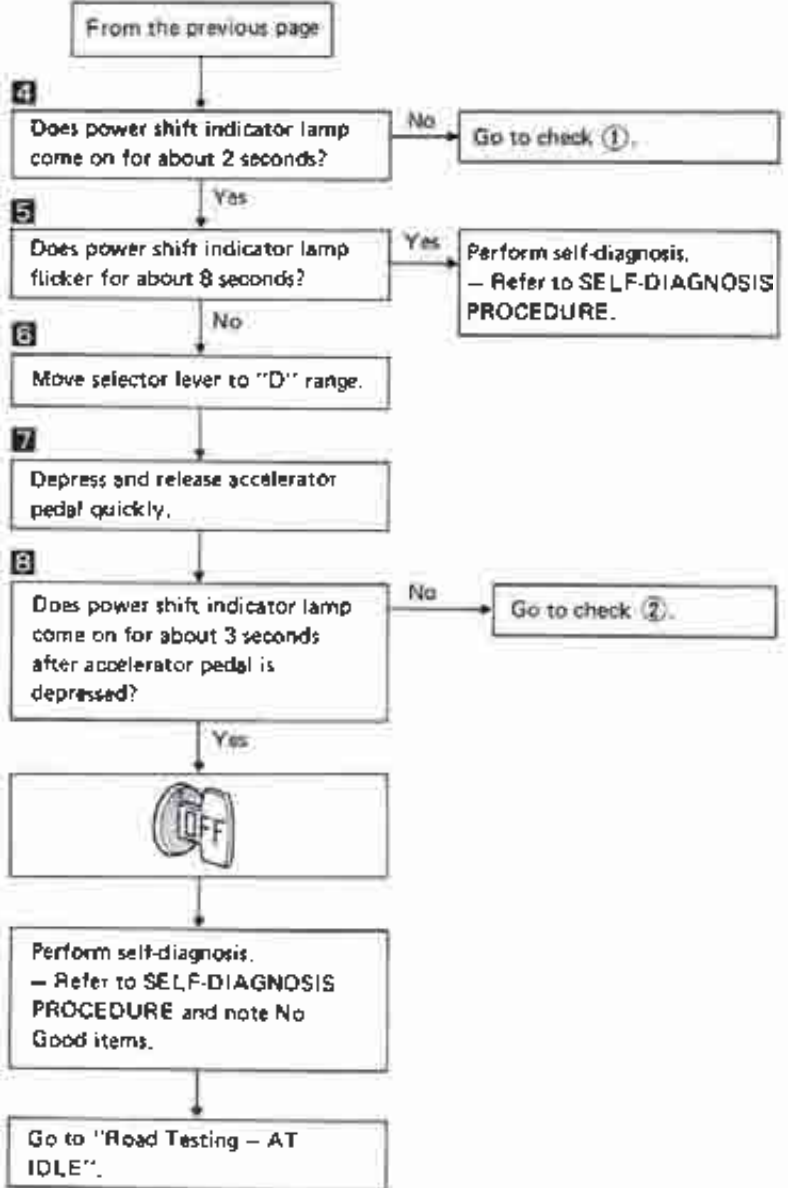 From the previous page
4
Does power shift indicator lamp
come on for about 2 seconds?
No
Go to check ①.
Yes
5
Does power shift indicator lamp
flicker for about 8 seconds?
Yes
Perform self-diagnosis.
— Refer to SELF-DIAGNOSIS
PROCEDURE.
No
6
Move selector lever to "D" range.
7
Depress and release accelerator
pedal quickly.
8
Does power shift indicator lamp
come on for about 3 seconds
after accelerator pedal is
depressed?
No
Go to check ②.
Yes
OFF
Perform self-diagnosis.
— Refer to SELF-DIAGNOSIS
PROCEDURE and note No
Good items.
Go to "Road Testing — AT
IDLE".